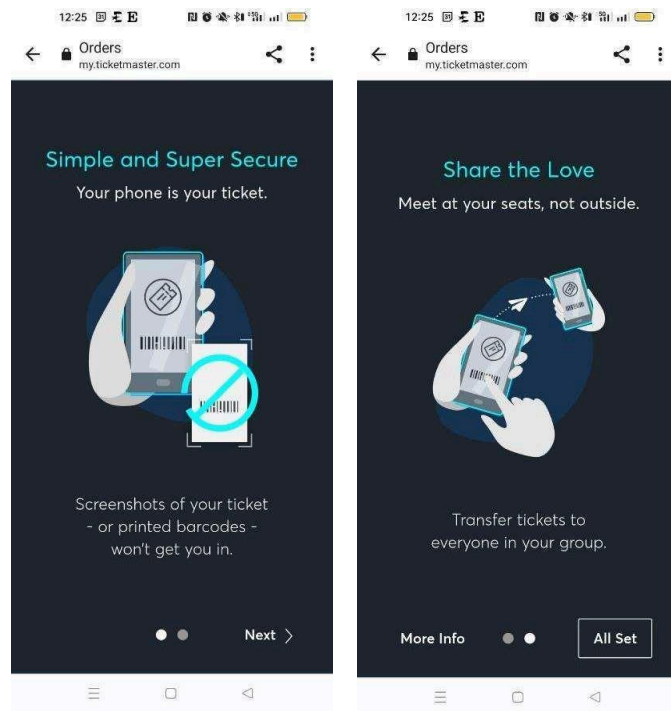 12:25
Orders
my.ticketmaster.com
Simple and Super Secure
Your phone is your ticket.
Screenshots of your ticket
- or printed barcodes -
won't get you in.
Next
12:25
Orders
my.ticketmaster.com
Share the Love
Meet at your seats, not outside.
Transfer tickets to
everyone in your group.
More Info
All Set